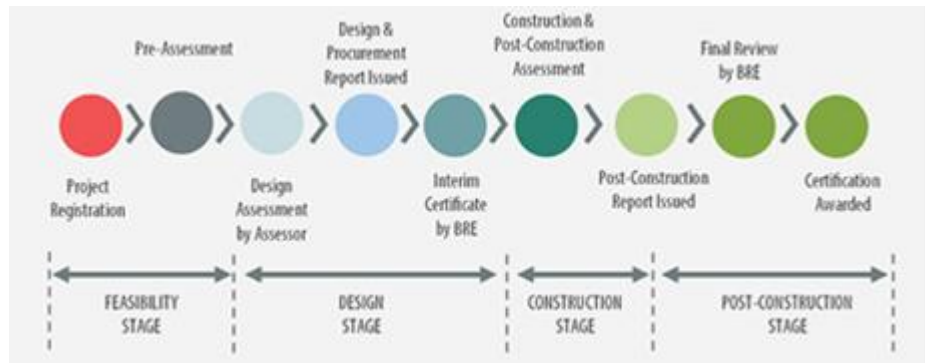 Pre-Assessment
Design &
Procurement
Report Issued
Construction &
Post-Construction
Assessment
Final Review
by BRE
Project
Registration
Design
Assessment
by Assessor
Interim
Certificate
by BRE
Post-Construction
Report Issued
Certification
Awarded
FEASIBILITY
STAGE
DESIGN
STAGE
CONSTRUCTION
STAGE
POST-CONSTRUCTION
STAGE